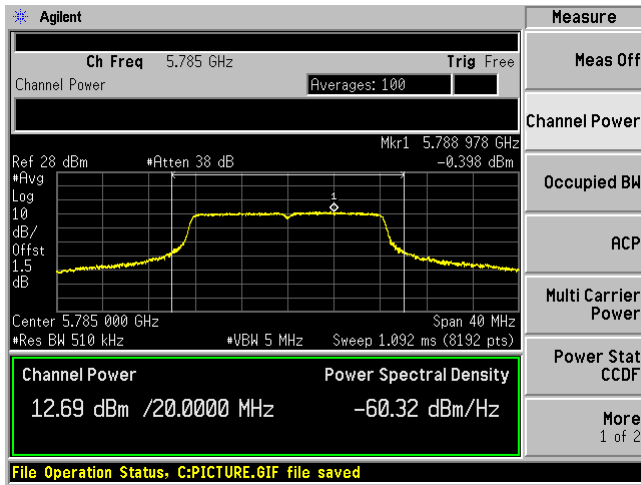 Agilent
Measure
Ch Freq 5.785 GHz Trig Free
Channel Power Averages: 100
Mkr1 5.788 978 GHz
Ref 28 dBm #Atten 38 dB -0.398 dBm
#Avg
Log
10
dB/
Offst
1.5
dB
1
Center 5.785 000 GHz Span 40 MHz
#Res BW 510 kHz #VBW 5 MHz Sweep 1.092 ms (8192 pts)
Channel Power Power Spectral Density
12.69 dBm /20.0000 MHz -60.32 dBm/Hz
File Operation Status, C:PICTURE.GIF file saved
Meas Off
Channel Power
Occupied BW
ACP
Multi Carrier
Power
Power Stat
CCDF
More
1 of 2